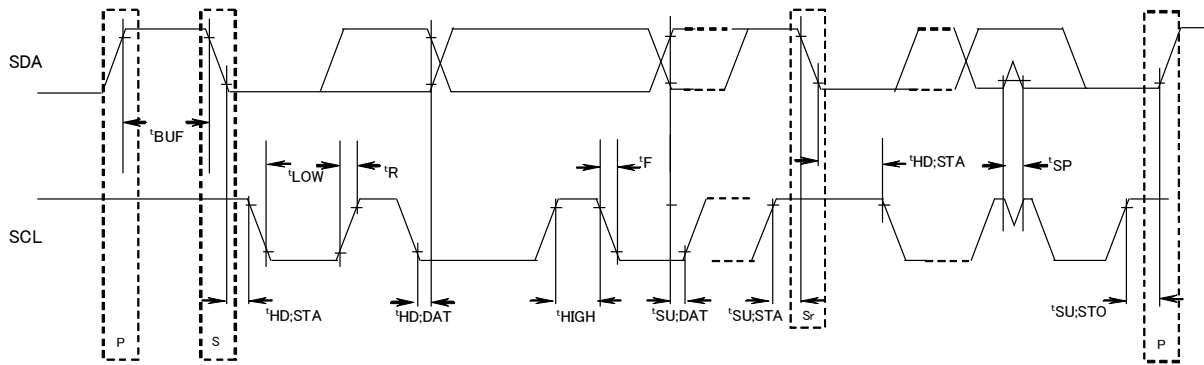 SDA
tBUF
tLOW
tR
tF
tHD;STA
tSP
SCL
tHD;STA
tHD;DAT
tHIGH
tSU;DAT
tSU;STA
Sr
tSU;STO
P
S
P